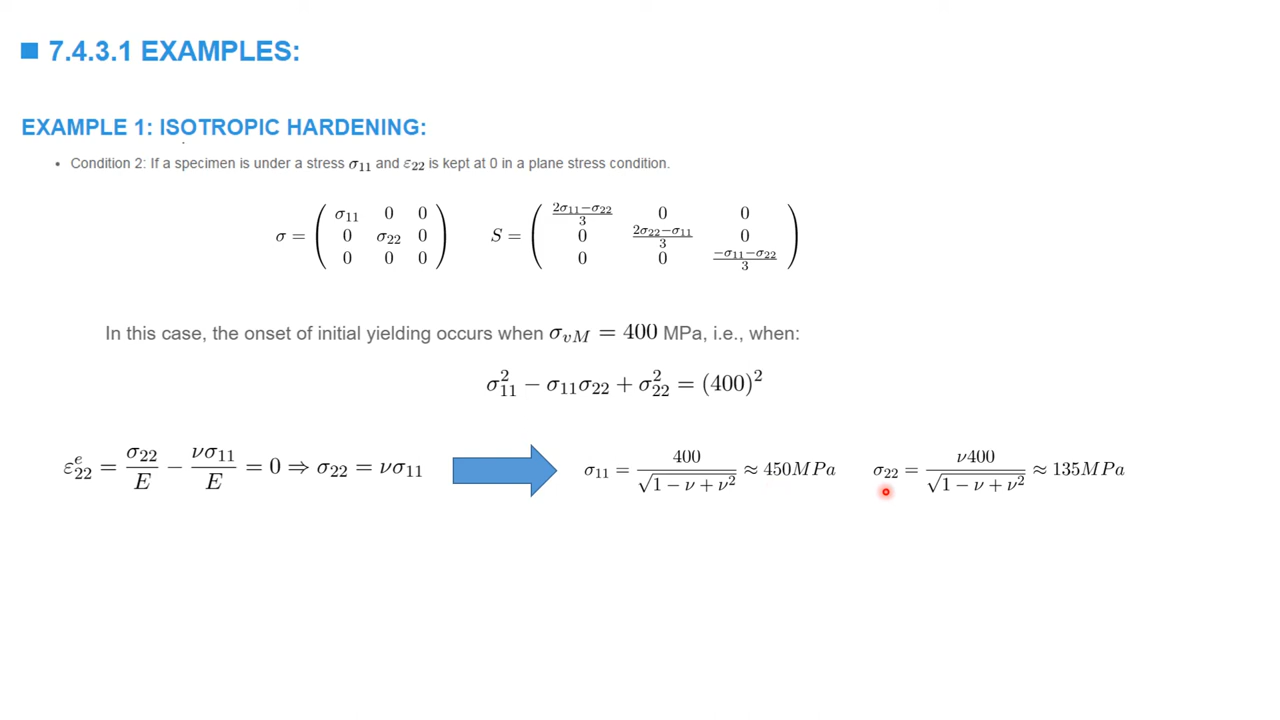 7.4.3.1 EXAMPLES:
EXAMPLE 1: ISOTROPIC HARDENING:
• Condition 2: If a specimen is under a stress σ₁₁ and ε₂₂ is kept at 0 in a plane stress condition.
σ = ( σ₁₁ 0 0 ; 0 σ₂₂ 0 ; 0 0 0 ) S = ( (2σ₁₁−σ₂₂)/3 0 0 ; 0 (2σ₂₂−σ₁₁)/3 0 ; 0 0 (−σ₁₁−σ₂₂)/3 )
In this case, the onset of initial yielding occurs when σ_vM = 400 MPa, i.e., when:
σ₁₁² − σ₁₁σ₂₂ + σ₂₂² = (400)²
ε₂₂ᵉ = σ₂₂/E − νσ₁₁/E = 0 ⇒ σ₂₂ = νσ₁₁ σ₁₁ = 400/√(1 − ν + ν²) ≈ 450MPa σ₂₂ = ν400/√(1 − ν + ν²) ≈ 135MPa